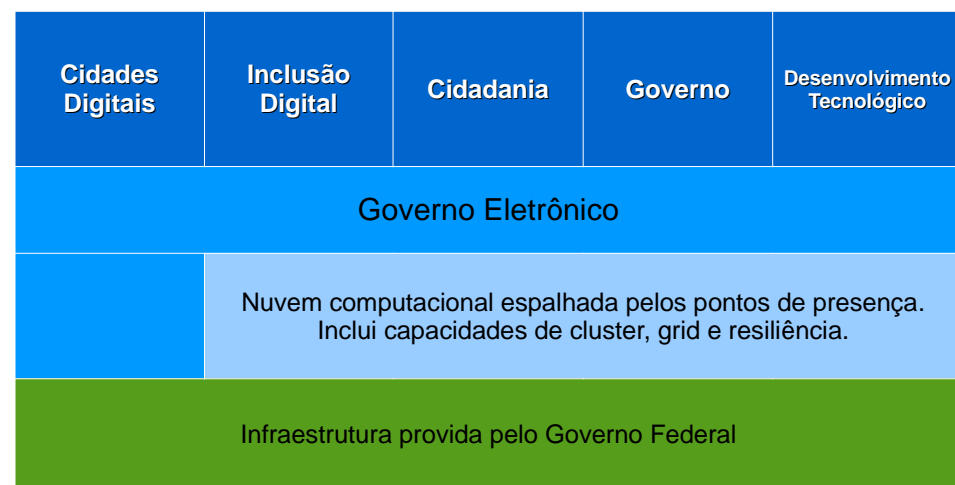 Cidades
Digitais
Inclusão
Digital
Cidadania
Governo
Desenvolvimento
Tecnológico
Governo Eletrônico
Nuvem computacional espalhada pelos pontos de presença.
Inclui capacidades de cluster, grid e resiliência.
Infraestrutura provida pelo Governo Federal